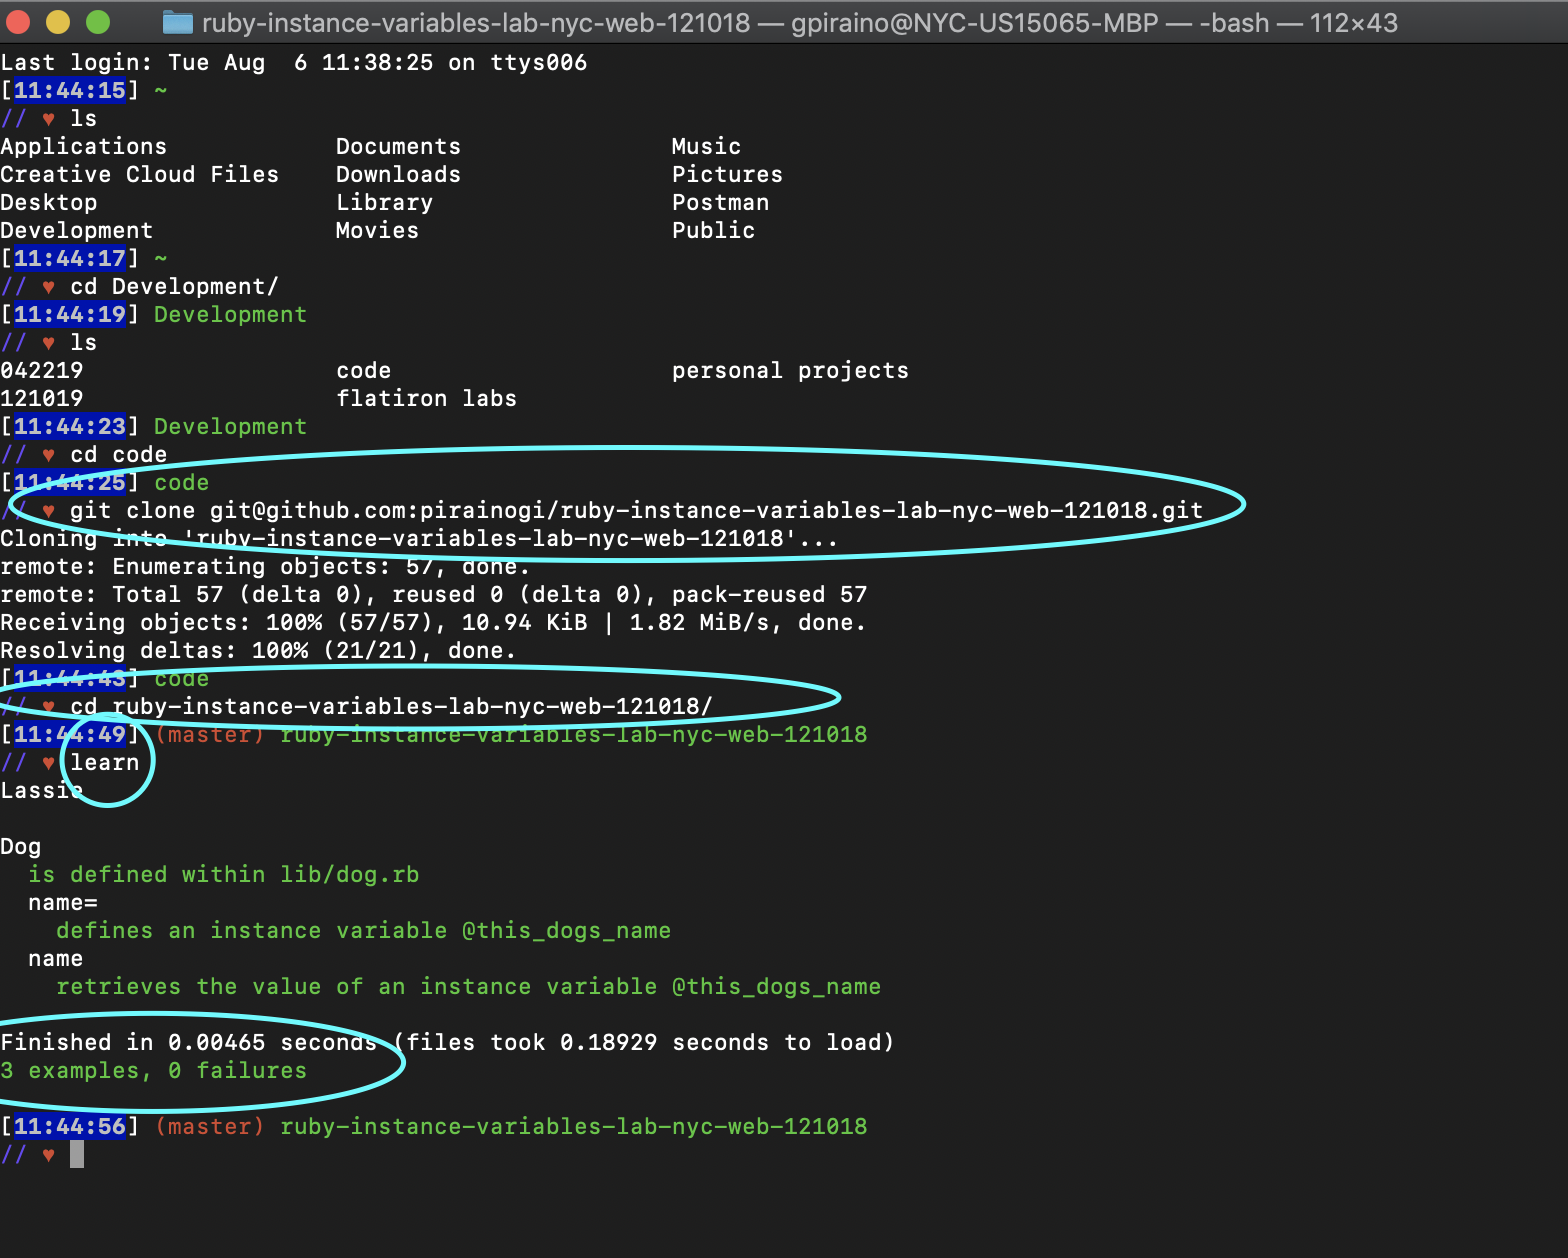 ruby-instance-variables-lab-nyc-web-121018 — gpiraino@NYC-US15065-MBP — -bash — 112×43
Last login: Tue Aug  6 11:38:25 on ttys006
[11:44:15] ~
// ♥ ls
Applications            Documents               Music
Creative Cloud Files    Downloads               Pictures
Desktop                 Library                 Postman
Development             Movies                  Public
[11:44:17] ~
// ♥ cd Development/
[11:44:19] Development
// ♥ ls
042219                  code                    personal projects
121019                  flatiron labs
[11:44:23] Development
// ♥ cd code
[11:44:25] code
// ♥ git clone git@github.com:pirainogi/ruby-instance-variables-lab-nyc-web-121018.git
Cloning into 'ruby-instance-variables-lab-nyc-web-121018'...
remote: Enumerating objects: 57, done.
remote: Total 57 (delta 0), reused 0 (delta 0), pack-reused 57
Receiving objects: 100% (57/57), 10.94 KiB | 1.82 MiB/s, done.
Resolving deltas: 100% (21/21), done.
[11:44:43] code
// ♥ cd ruby-instance-variables-lab-nyc-web-121018/
[11:44:49] (master) ruby-instance-variables-lab-nyc-web-121018
// ♥ learn
Lassie

Dog
  is defined within lib/dog.rb
  name=
    defines an instance variable @this_dogs_name
  name
    retrieves the value of an instance variable @this_dogs_name

Finished in 0.00465 seconds (files took 0.18929 seconds to load)
3 examples, 0 failures

[11:44:56] (master) ruby-instance-variables-lab-nyc-web-121018
// ♥